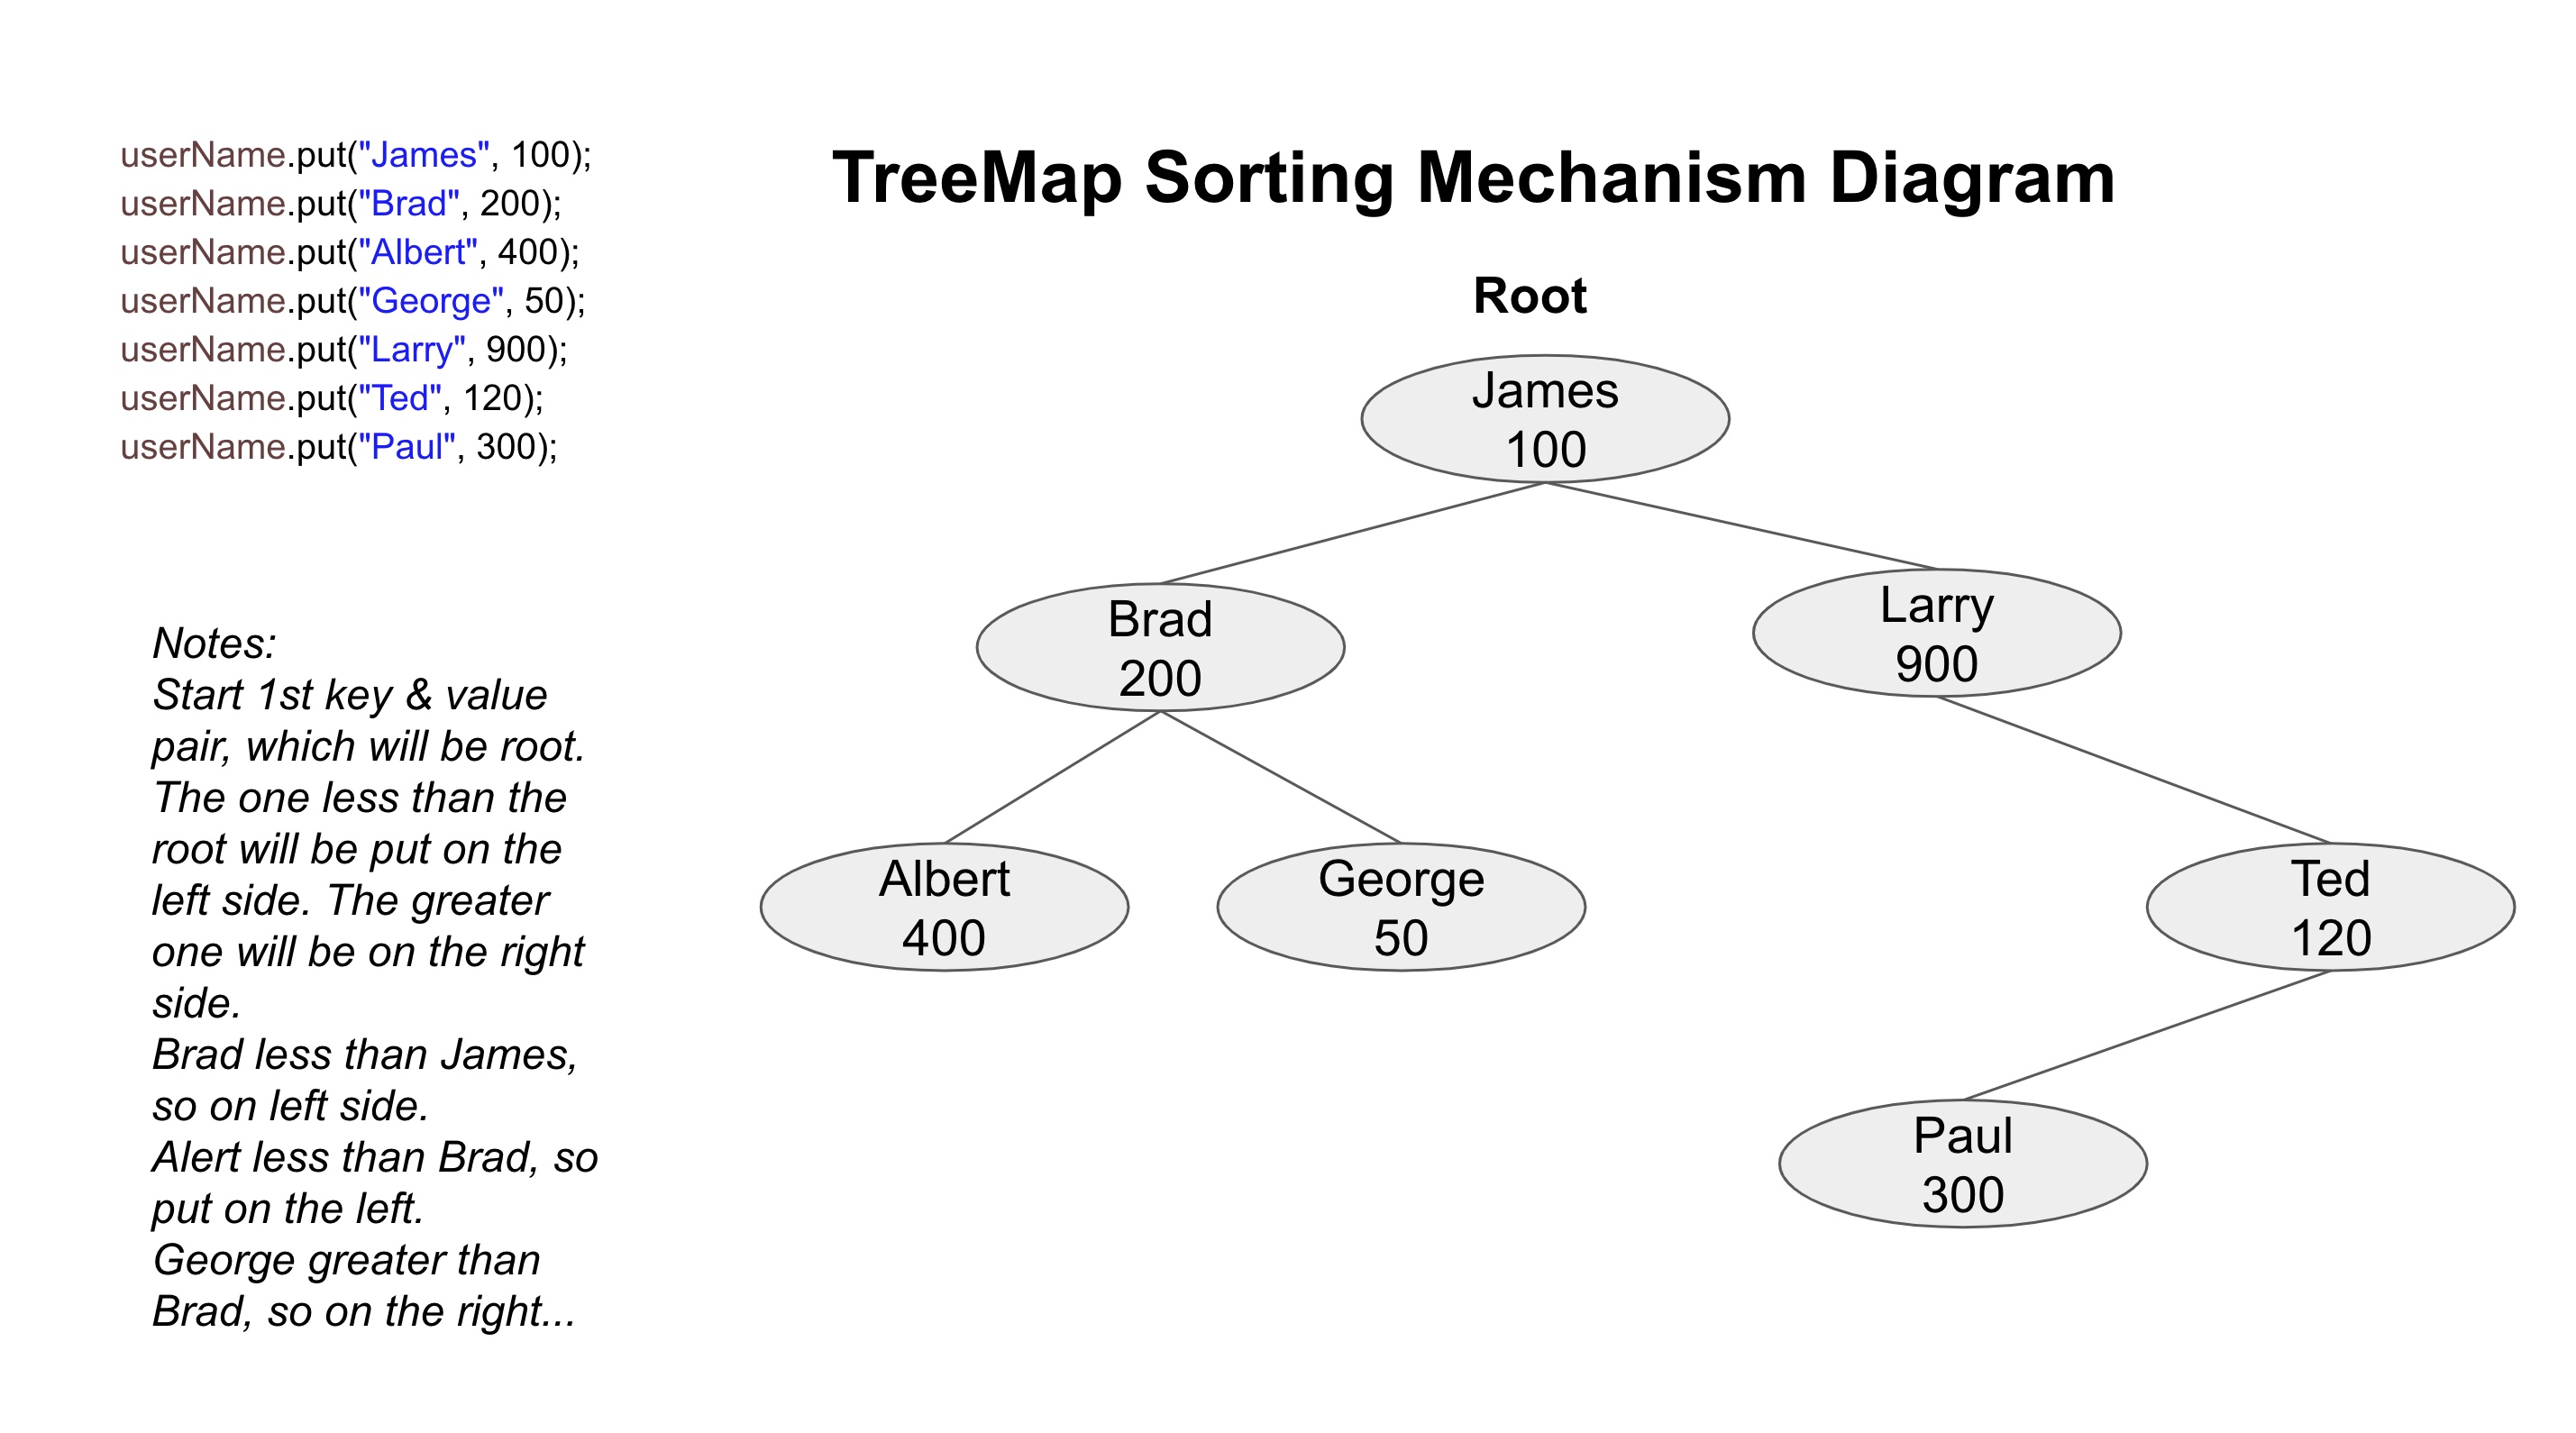 userName.put("James", 100);
userName.put("Brad", 200);
userName.put("Albert", 400);
userName.put("George", 50);
userName.put("Larry", 900);
userName.put("Ted", 120);
userName.put("Paul", 300);
Notes:
Start 1st key & value
pair, which will be root.
The one less than the
root will be put on the
left side. The greater
one will be on the right
side.
Brad less than James,
so on left side.
Alert less than Brad, so
put on the left.
George greater than
Brad, so on the right...
TreeMap Sorting Mechanism Diagram
Root
James
100
Brad
200
Larry
900
Albert
400
George
50
Ted
120
Paul
300